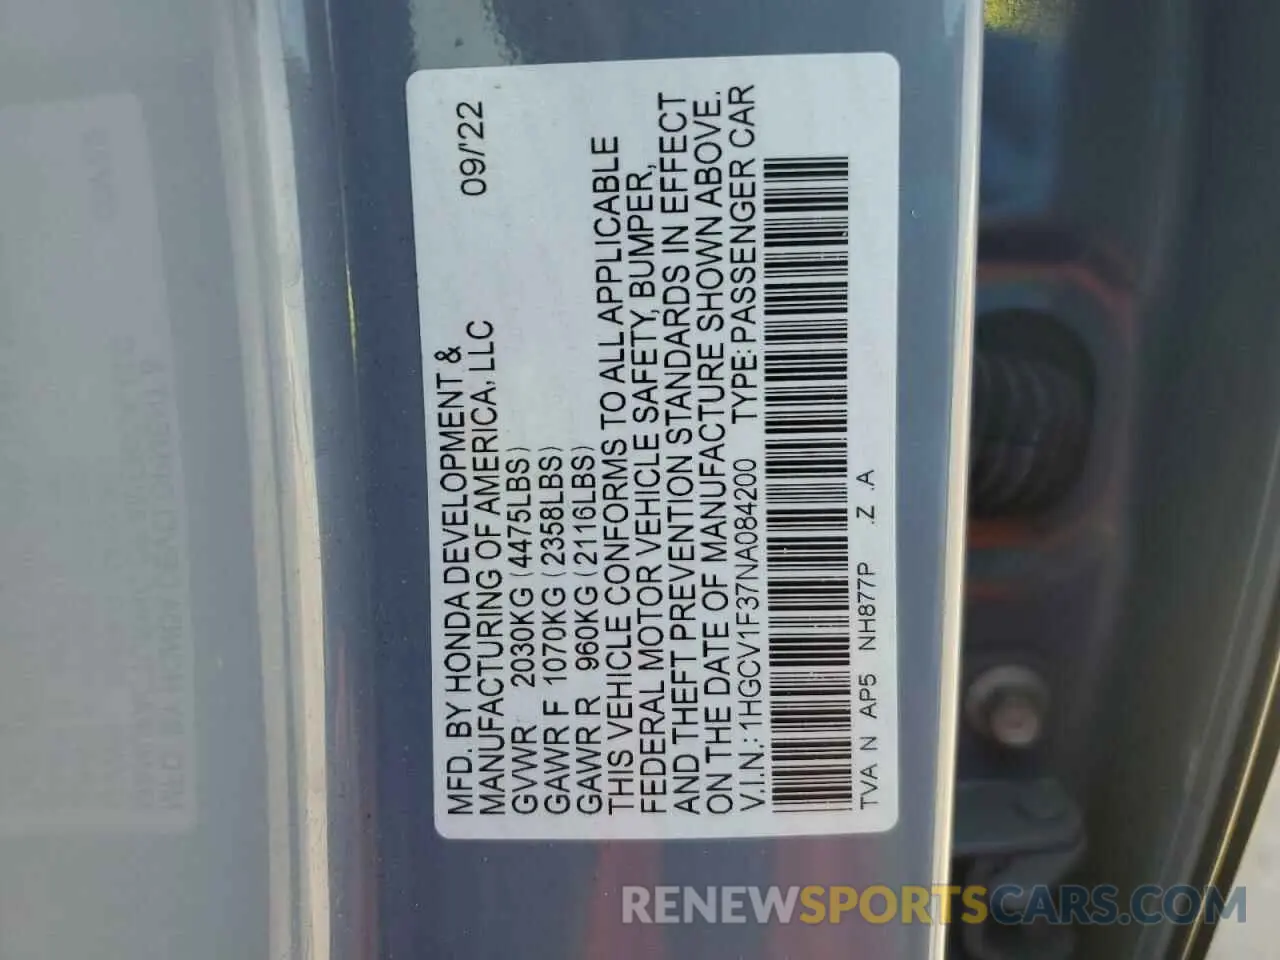 MFD. BY HONDA DEVELOPMENT &
MANUFACTURING OF AMERICA, LLC 09/'22
GVWR 2030KG (4475LBS)
GAWR F 1070KG (2358LBS)
GAWR R 960KG (2116LBS)
THIS VEHICLE CONFORMS TO ALL APPLICABLE
FEDERAL MOTOR VEHICLE SAFETY, BUMPER,
AND THEFT PREVENTION STANDARDS IN EFFECT
ON THE DATE OF MANUFACTURE SHOWN ABOVE.
V.I.N.: 1HGCV1F37NA084200 TYPE: PASSENGER CAR
TVA N AP5 NH877P .Z .A
RENEWSPORTSCARS.COM